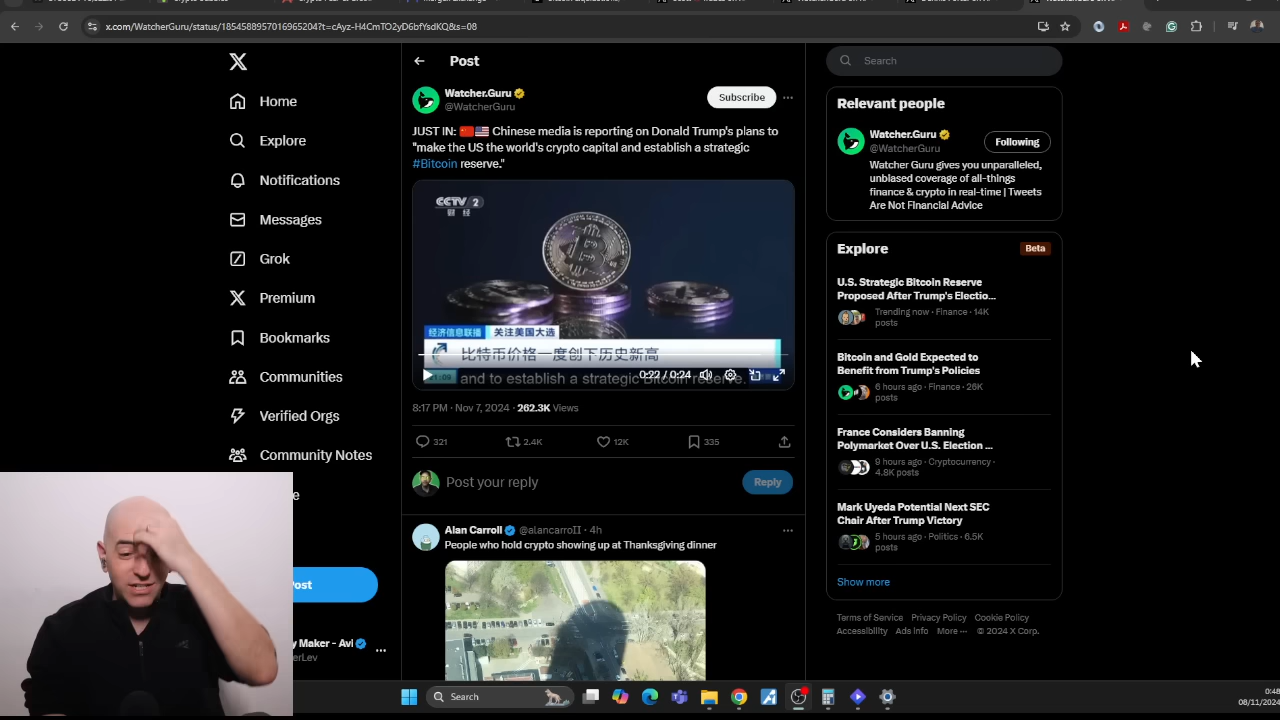 x.com/WatcherGuru/status/1854588957016965204?t=cAyz-H4CmTO2yD6bfYsdKQ&s=08
Home
Explore
Notifications
Messages
Grok
Premium
Bookmarks
Communities
Verified Orgs
Community Notes
Post
Watcher.Guru
@WatcherGuru
Subscribe
JUST IN: 🇨🇳🇺🇸 Chinese media is reporting on Donald Trump's plans to
"make the US the world's crypto capital and establish a strategic
#Bitcoin reserve."
CCTV 2
财经
经济信息联播 关注美国大选
比特币价格一度创下历史新高
and to establish a strategic Bitcoin reserve.
0:22 / 0:24
8:17 PM · Nov 7, 2024 · 262.3K Views
321 2.4K 12K 335
Post your reply
Reply
Alan Carroll @alancarroII · 4h
People who hold crypto showing up at Thanksgiving dinner
Search
Relevant people
Watcher.Guru
@WatcherGuru
Following
Watcher Guru gives you unparalleled,
unbiased coverage of all-things
finance & crypto in real-time | Tweets
Are Not Financial Advice
Explore
Beta
U.S. Strategic Bitcoin Reserve
Proposed After Trump's Electio...
Trending now · Finance · 14K
posts
Bitcoin and Gold Expected to
Benefit from Trump's Policies
6 hours ago · Finance · 26K
posts
France Considers Banning
Polymarket Over U.S. Election ...
9 hours ago · Cryptocurrency ·
4.8K posts
Mark Uyeda Potential Next SEC
Chair After Trump Victory
5 hours ago · Politics · 6.5K
posts
Show more
Terms of Service Privacy Policy Cookie Policy
Accessibility Ads info More ··· © 2024 X Corp.
Search